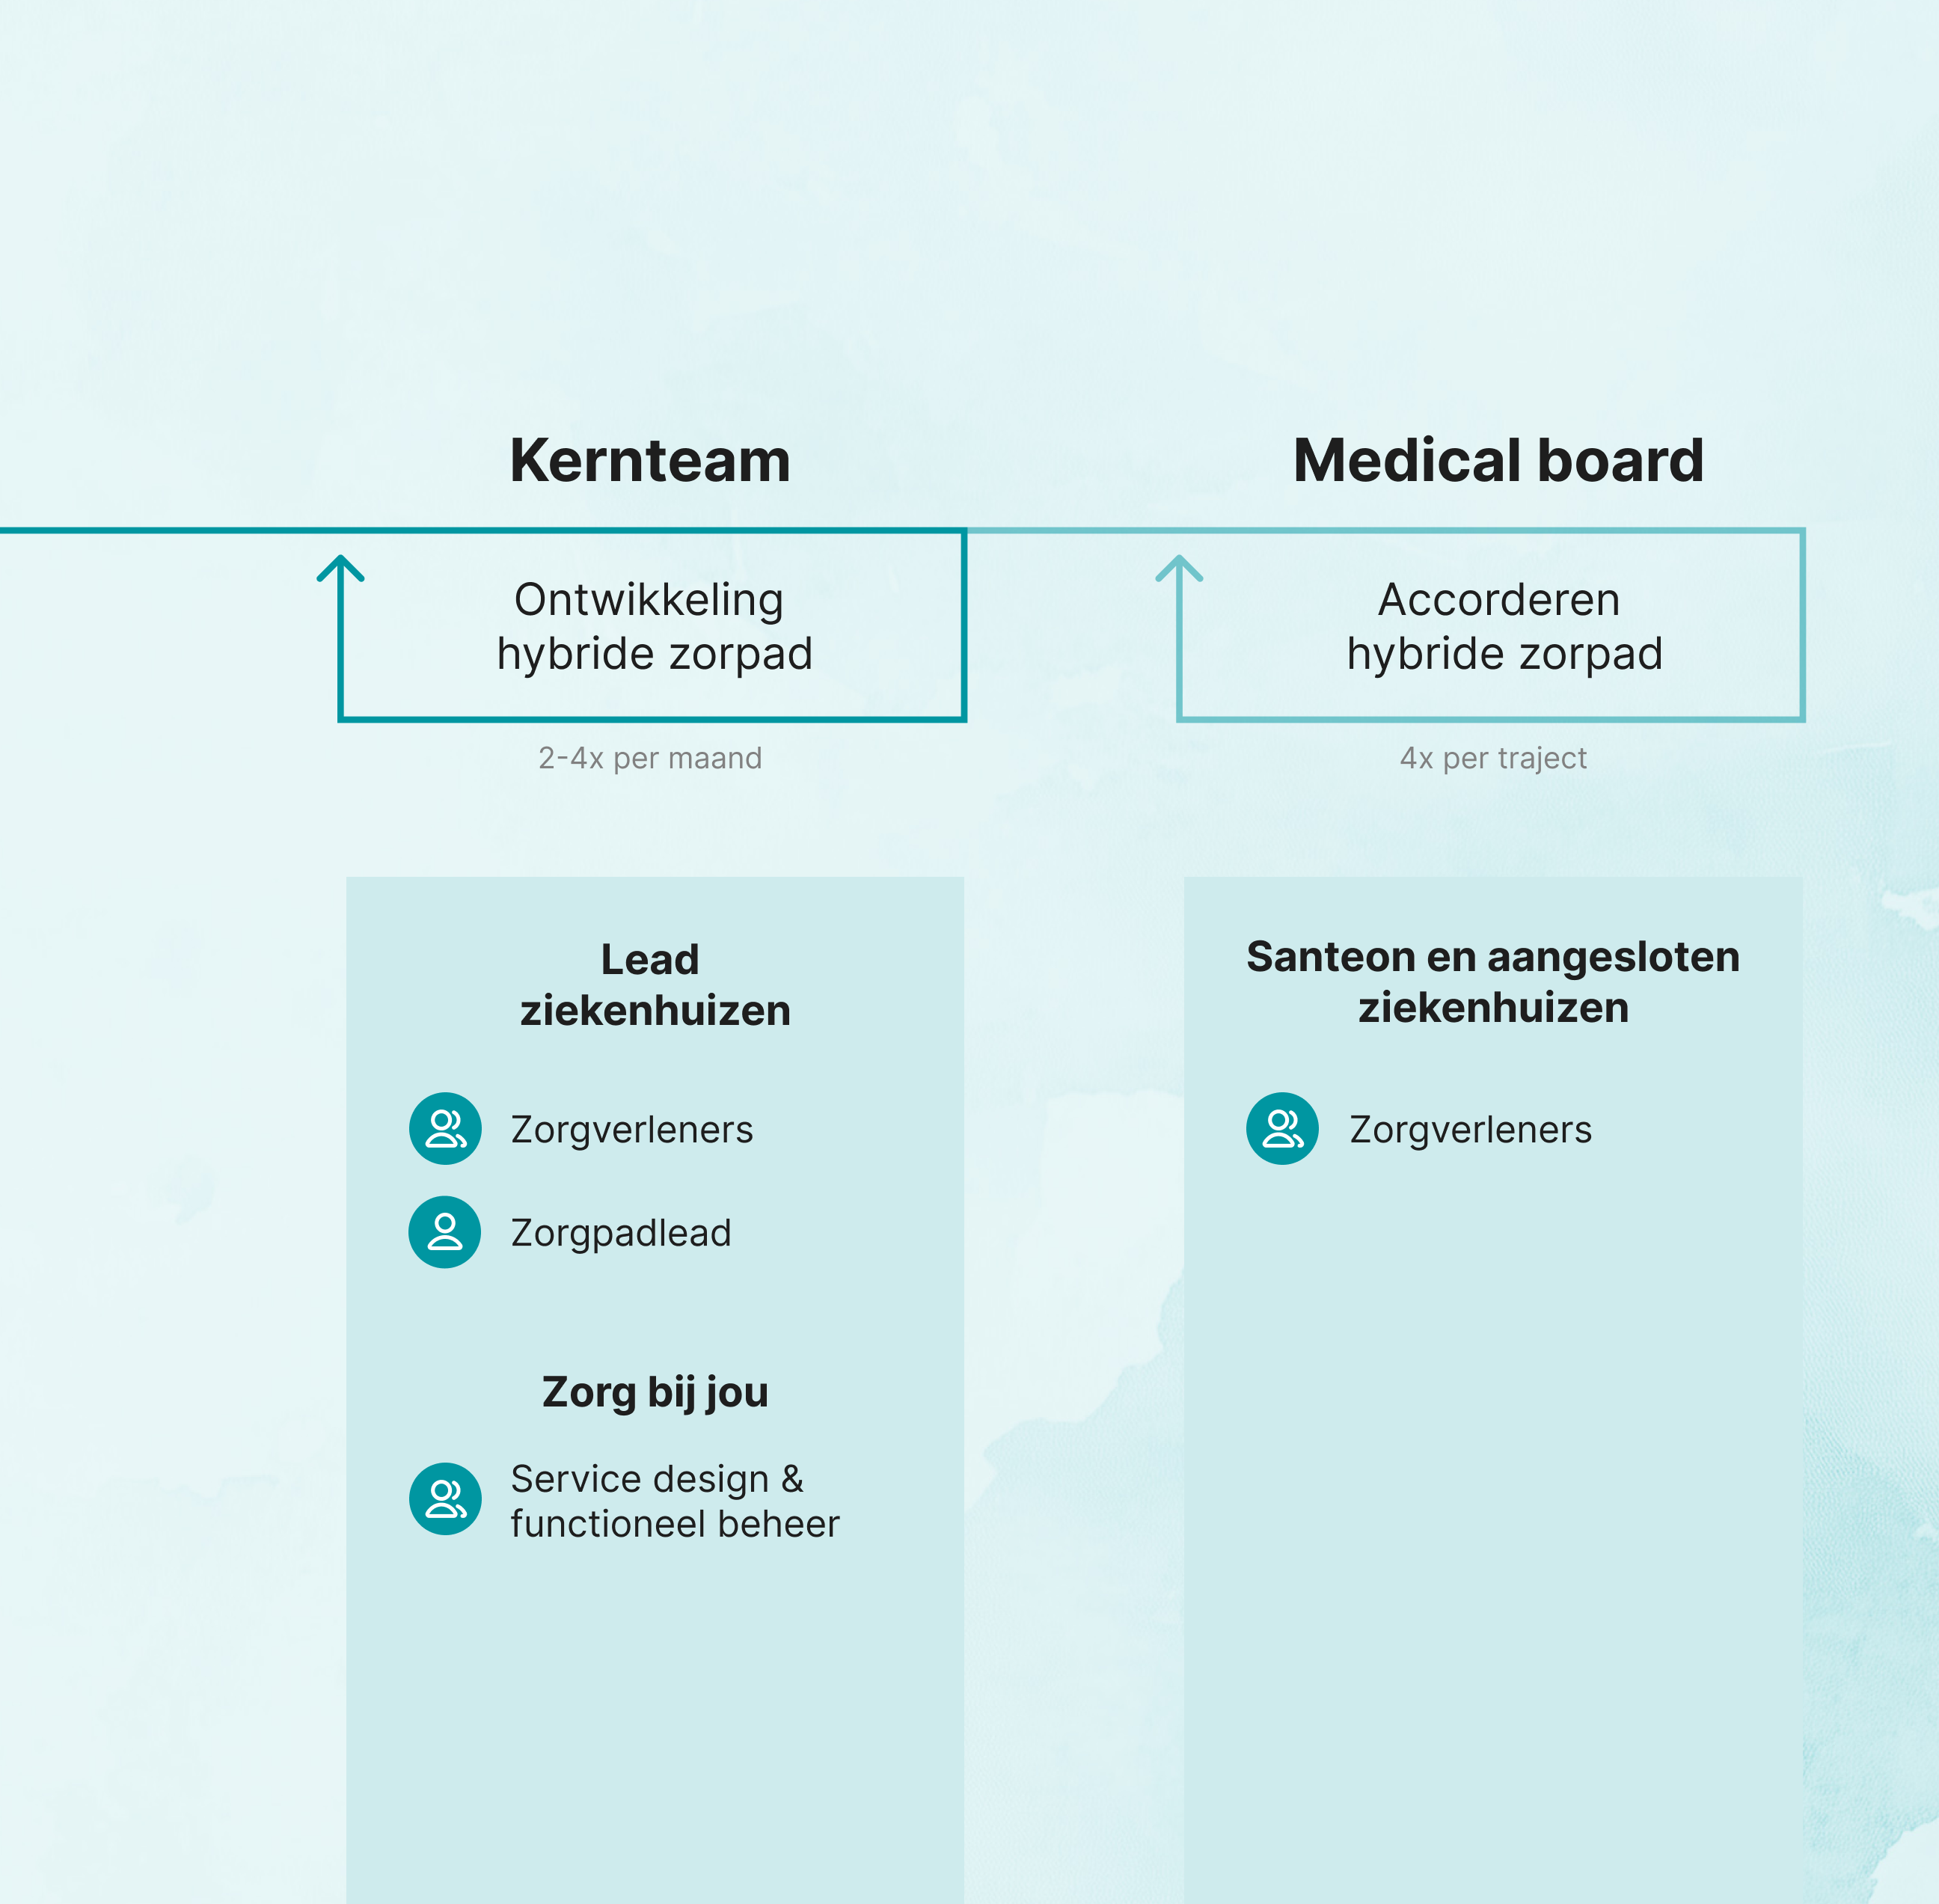 Kernteam
Ontwikkeling
hybride zorpad
2-4x per maand
Lead
ziekenhuizen
Zorgverleners
Zorgpadlead
Zorg bij jou
Service design &
functioneel beheer
Medical board
Accorderen
hybride zorpad
4x per traject
Santeon en aangesloten
ziekenhuizen
Zorgverleners